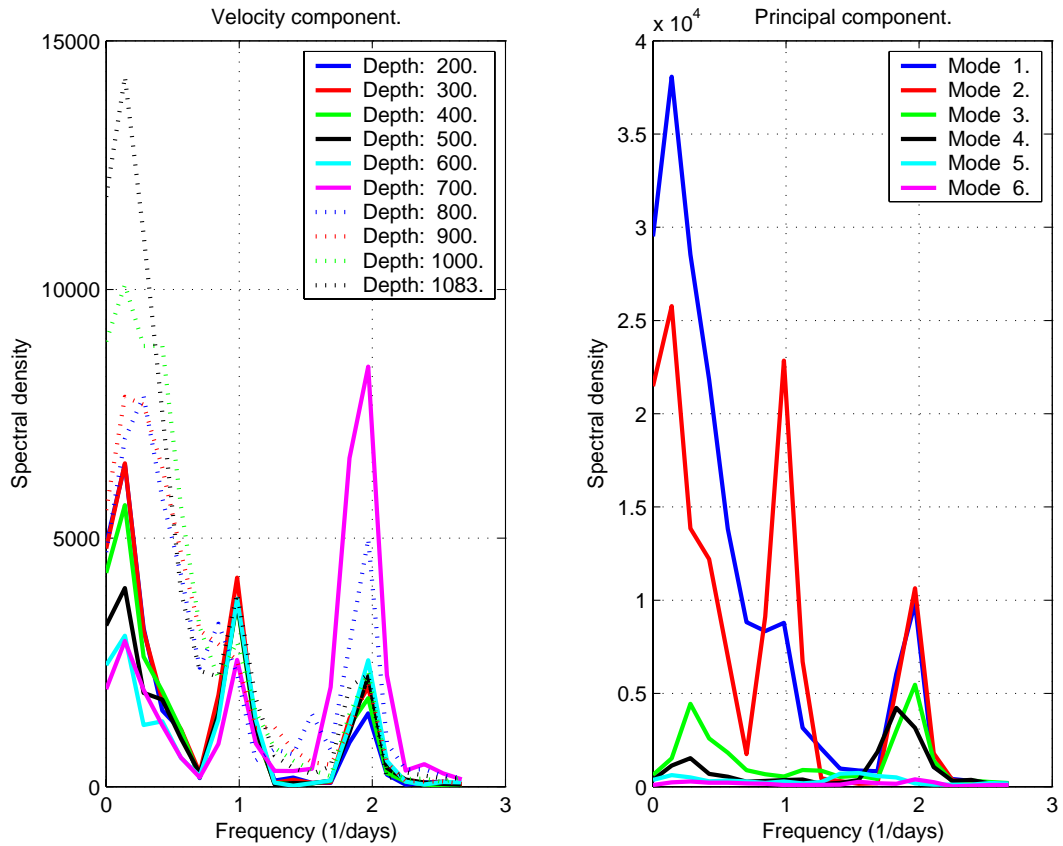 Velocity component.
15000
10000
5000
0
Spectral density
0
1
2
3
Frequency (1/days)
Depth: 200.
Depth: 300.
Depth: 400.
Depth: 500.
Depth: 600.
Depth: 700.
Depth: 800.
Depth: 900.
Depth: 1000.
Depth: 1083.
Principal component.
x 10^4
4
3.5
3
2.5
2
1.5
1
0.5
0
Spectral density
0
1
2
3
Frequency (1/days)
Mode 1.
Mode 2.
Mode 3.
Mode 4.
Mode 5.
Mode 6.